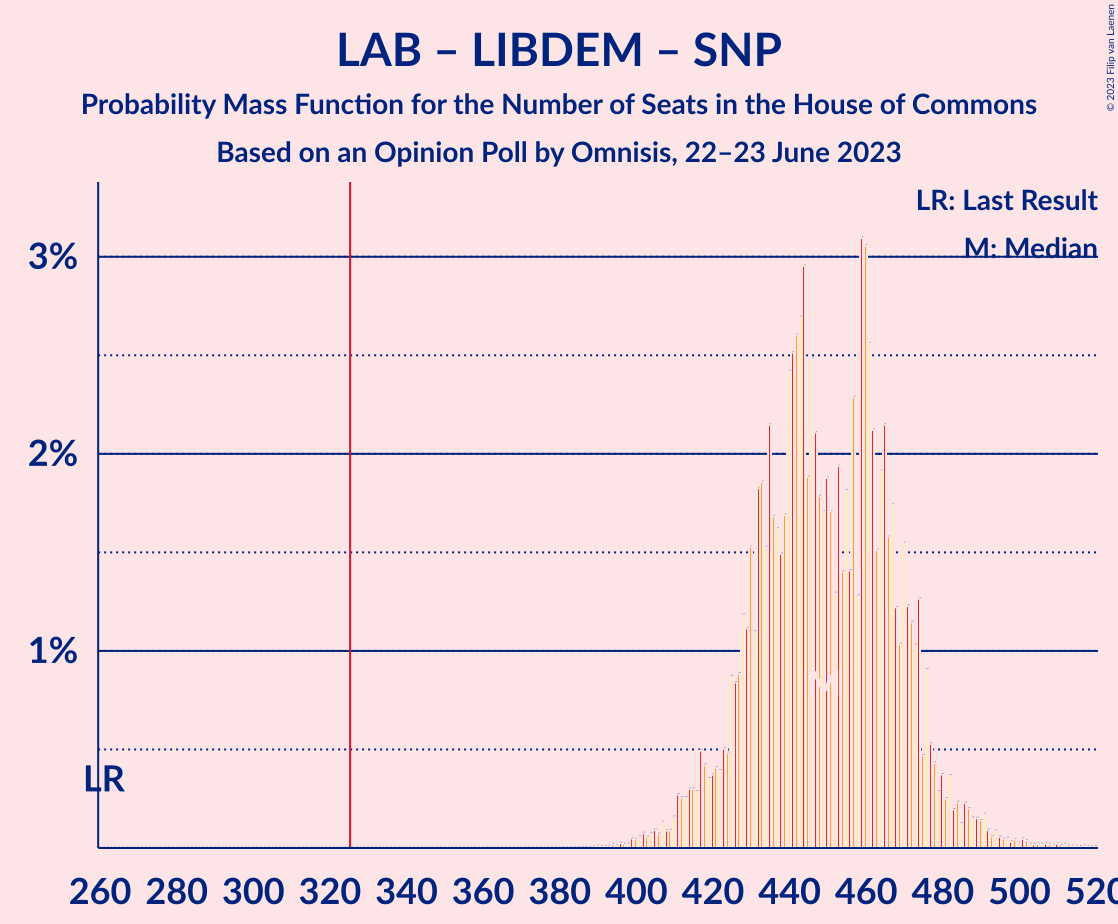 LAB – LIBDEM – SNP
Probability Mass Function for the Number of Seats in the House of Commons
Based on an Opinion Poll by Omnisis, 22–23 June 2023
© 2023 Filip van Laenen
LR: Last Result
M: Median
3%
2%
1%
LR
260 280 300 320 340 360 380 400 420 440 460 480 500 520